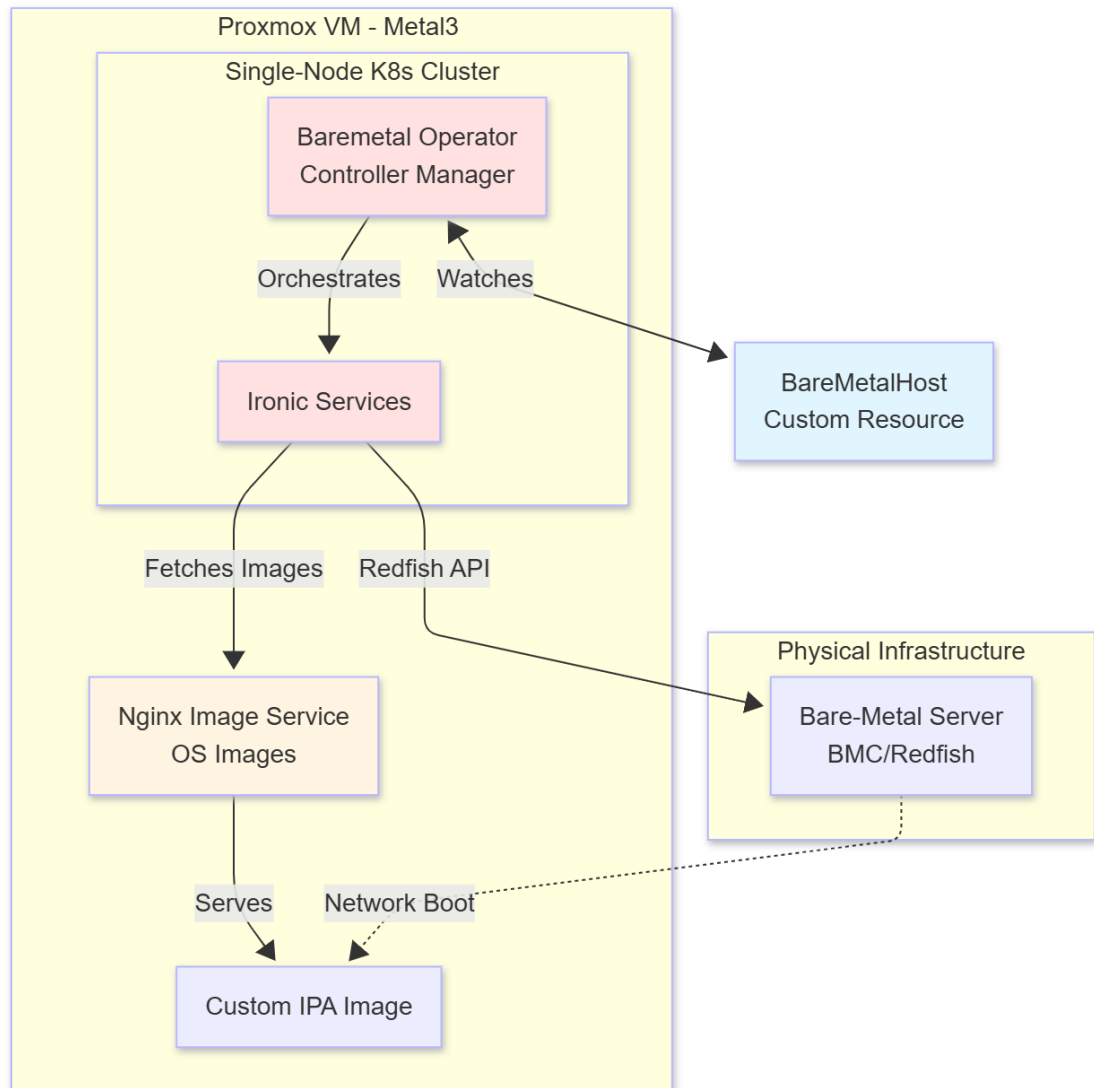 Proxmox VM - Metal3
Single-Node K8s Cluster
Baremetal Operator
Controller Manager
Orchestrates
Watches
BareMetalHost
Custom Resource
Ironic Services
Fetches Images
Redfish API
Physical Infrastructure
Nginx Image Service
OS Images
Bare-Metal Server
BMC/Redfish
Serves
Network Boot
Custom IPA Image